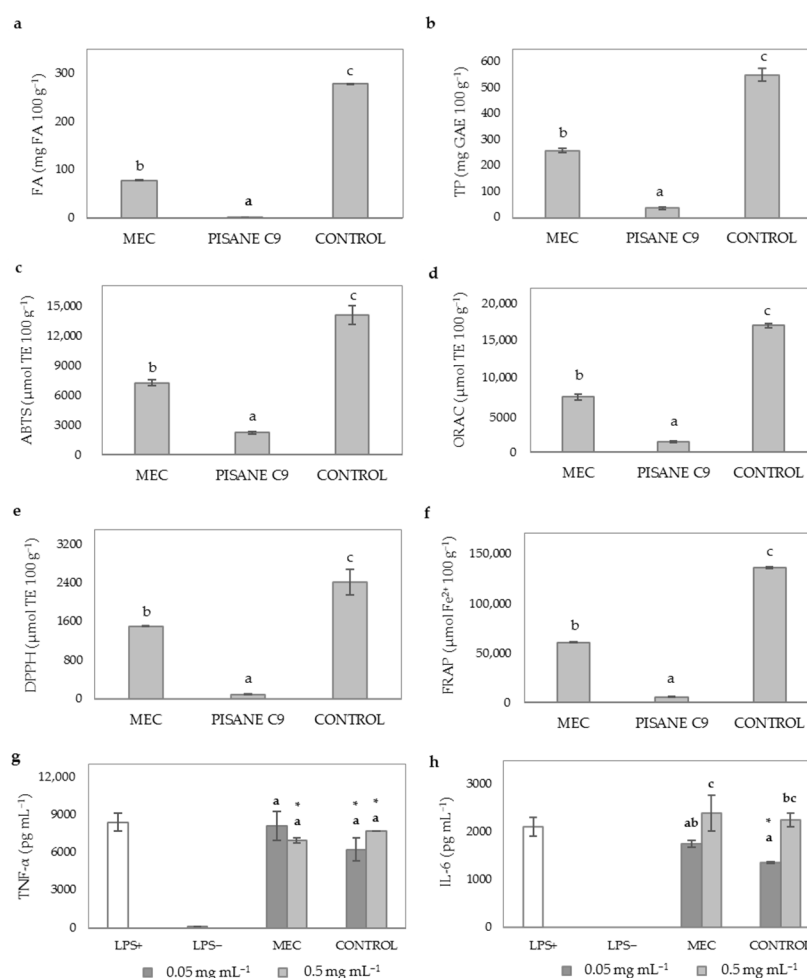 a
FA (mg FA 100 g⁻¹)
300
200
100
0
b
a
c
MEC PISANE C9 CONTROL
b
TP (mg GAE 100 g⁻¹)
600
500
400
300
200
100
0
b
a
c
MEC PISANE C9 CONTROL
c
ABTS (µmol TE 100 g⁻¹)
15,000
12,000
9000
6000
3000
0
b
a
c
MEC PISANE C9 CONTROL
d
ORAC (µmol TE 100 g⁻¹)
20,000
15,000
10,000
5000
0
b
a
c
MEC PISANE C9 CONTROL
e
DPPH (µmol TE 100 g⁻¹)
3200
2400
1600
800
0
b
a
c
MEC PISANE C9 CONTROL
f
FRAP (µmol Fe²⁺ 100 g⁻¹)
150,000
100,000
50,000
0
b
a
c
MEC PISANE C9 CONTROL
g
TNF-α (pg mL⁻¹)
12,000
9000
6000
3000
0
a
*
a
*
a
*
a
LPS+ LPS− MEC CONTROL
0.05 mg mL⁻¹ 0.5 mg mL⁻¹
h
IL-6 (pg mL⁻¹)
3000
2000
1000
0
ab
c
*
a
bc
LPS+ LPS− MEC CONTROL
0.05 mg mL⁻¹ 0.5 mg mL⁻¹